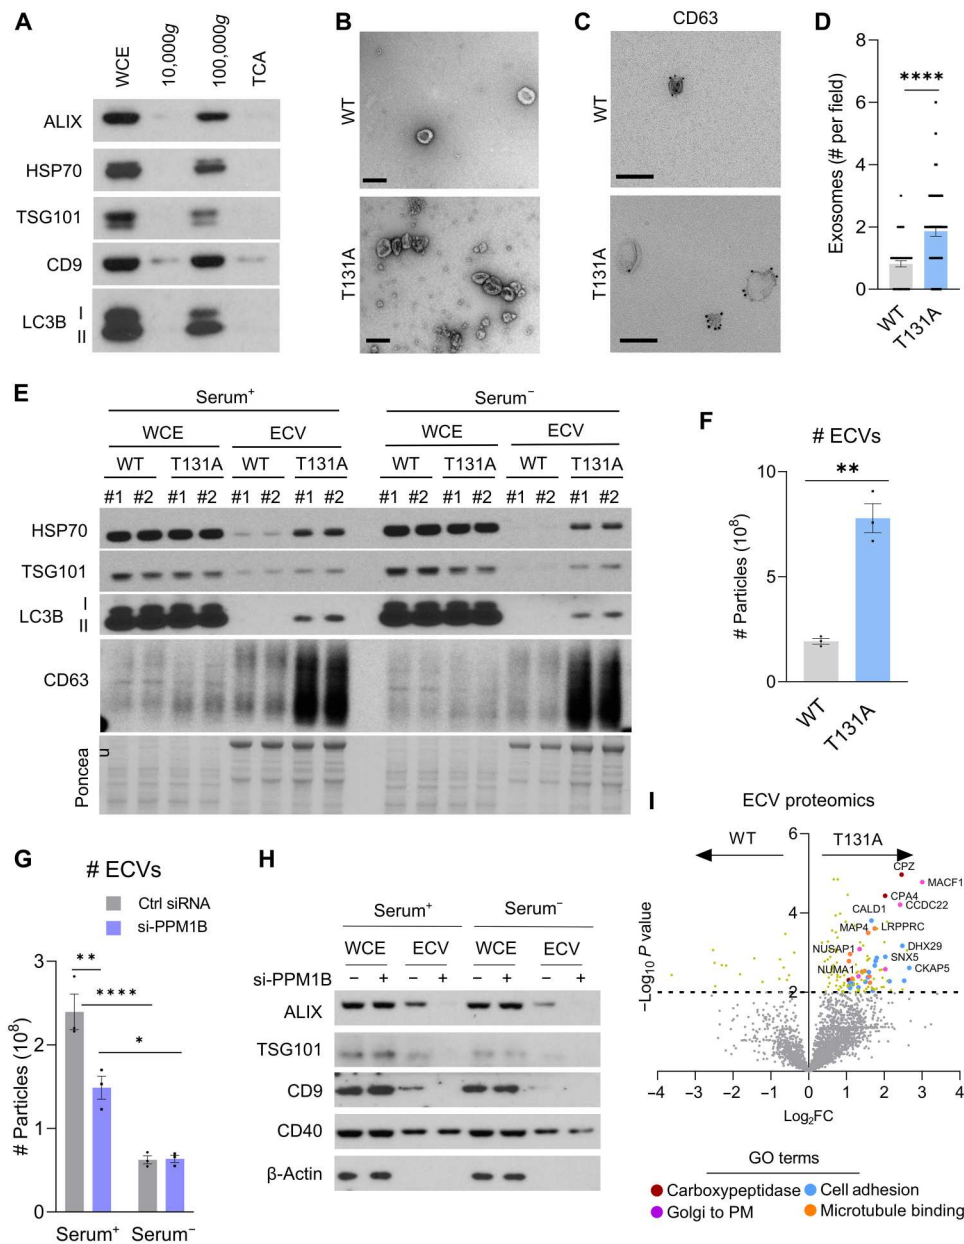 A
WCE
10,000g
100,000g
TCA
ALIX
HSP70
TSG101
CD9
LC3B
I
II
B
WT
T131A
C
CD63
WT
T131A
D
****
Exosomes (# per field)
8
6
4
2
0
WT
T131A
E
Serum+ Serum−
WCE ECV WCE ECV
WT T131A WT T131A WT T131A WT T131A
#1 #2 #1 #2 #1 #2 #1 #2 #1 #2 #1 #2 #1 #2 #1 #2
HSP70
TSG101
LC3B
I
II
CD63
Poncea
u
F
# ECVs
**
# Particles (10⁸)
10
5
0
WT
T131A
G
# ECVs
Ctrl siRNA
si-PPM1B
# Particles (10⁸)
3
2
1
0
**
****
*
Serum+ Serum−
H
Serum+ Serum−
WCE ECV WCE ECV
si-PPM1B − + − + − + − +
ALIX
TSG101
CD9
CD40
β-Actin
I
ECV proteomics
WT T131A
−Log₁₀ P value
6
4
2
0
CPZ
MACF1
CPA4
CCDC22
CALD1
MAP4
LRPPRC
NUSAP1
DHX29
SNX5
NUMA1
CKAP5
−4 −3 −2 −1 0 1 2 3 4
Log₂FC
GO terms
Carboxypeptidase Cell adhesion
Golgi to PM Microtubule binding